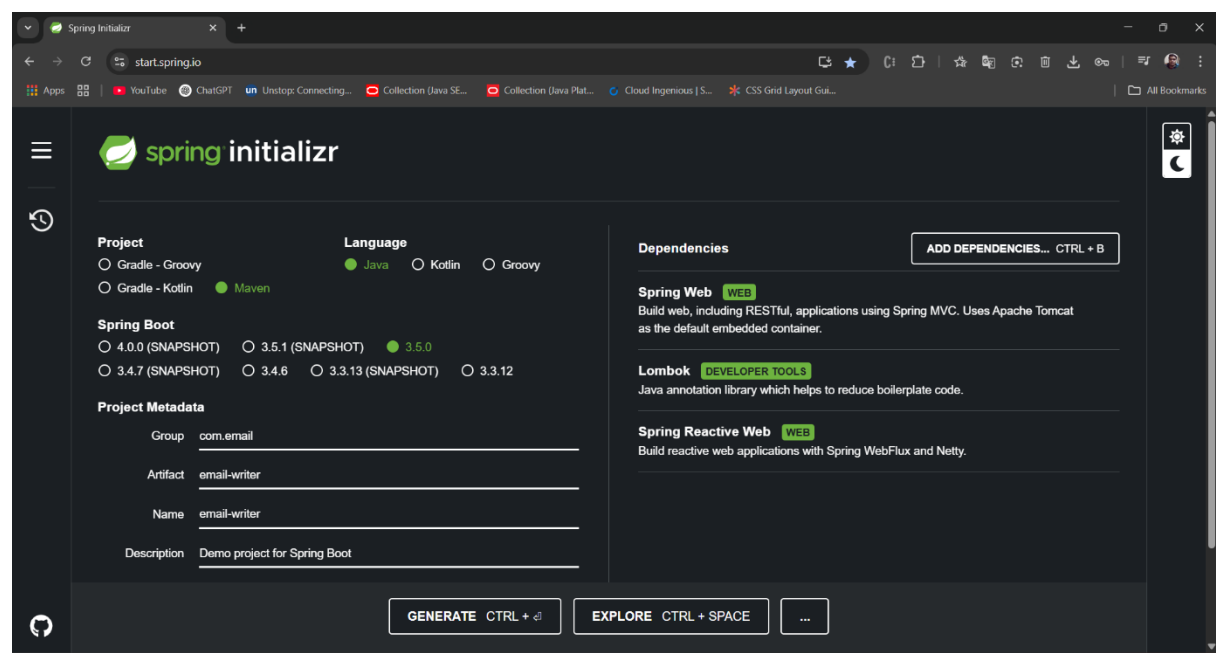 Spring Initializr
start.spring.io
Apps
YouTube
ChatGPT
un Unstop: Connecting...
Collection (Java SE...
Collection (Java Plat...
Cloud Ingenious | S...
CSS Grid Layout Gui...
All Bookmarks
spring initializr
Project
Gradle - Groovy
Gradle - Kotlin Maven
Language
Java Kotlin Groovy
Spring Boot
4.0.0 (SNAPSHOT) 3.5.1 (SNAPSHOT) 3.5.0
3.4.7 (SNAPSHOT) 3.4.6 3.3.13 (SNAPSHOT) 3.3.12
Project Metadata
Group com.email
Artifact email-writer
Name email-writer
Description Demo project for Spring Boot
Dependencies ADD DEPENDENCIES... CTRL + B
Spring Web WEB
Build web, including RESTful, applications using Spring MVC. Uses Apache Tomcat
as the default embedded container.
Lombok DEVELOPER TOOLS
Java annotation library which helps to reduce boilerplate code.
Spring Reactive Web WEB
Build reactive web applications with Spring WebFlux and Netty.
GENERATE CTRL + ⏎ EXPLORE CTRL + SPACE ...